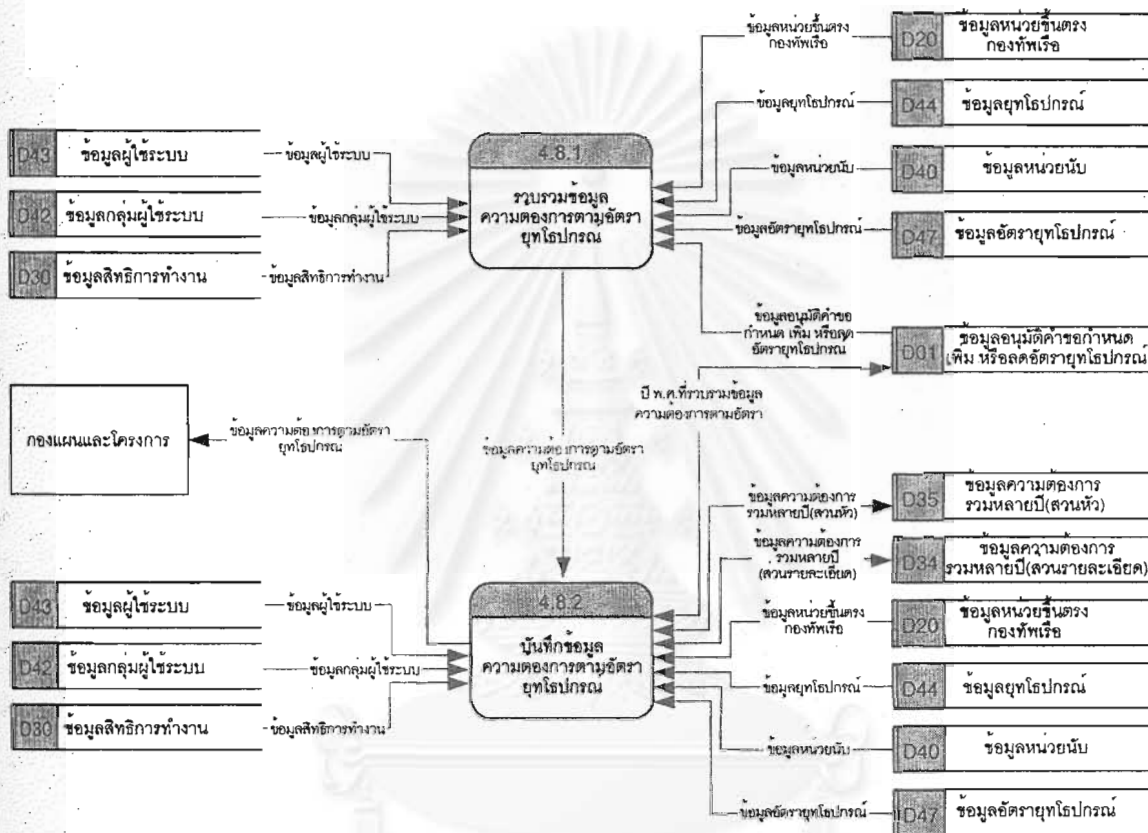 ข้อมูลหน่วยขึ้นตรง
กองทัพเรือ
D20
ข้อมูลหน่วยขึ้นตรง
กองทัพเรือ
ข้อมูลยุทโธปกรณ์
D44
ข้อมูลยุทโธปกรณ์
D43
ข้อมูลผู้ใช้ระบบ
ข้อมูลผู้ใช้ระบบ
4.8.1
รวบรวมข้อมูล
ความต้องการตามอัตรา
ยุทโธปกรณ์
ข้อมูลหน่วยนับ
D40
ข้อมูลหน่วยนับ
D42
ข้อมูลกลุ่มผู้ใช้ระบบ
ข้อมูลกลุ่มผู้ใช้ระบบ
ข้อมูลอัตรายุทโธปกรณ์
D47
ข้อมูลอัตรายุทโธปกรณ์
D30
ข้อมูลสิทธิการทำงาน
ข้อมูลสิทธิการทำงาน
ข้อมูลอนุมัติคำขอ
กำหนด เพิ่ม หรือลด
อัตรายุทโธปกรณ์
D01
ข้อมูลอนุมัติคำขอกำหนด
เพิ่ม หรือลดอัตรายุทโธปกรณ์
ปี พ.ศ.ที่รวบรวมข้อมูล
ความต้องการตามอัตรา
กองแผนและโครงการ
ข้อมูลความต้องการตามอัตรา
ยุทโธปกรณ์
ข้อมูลความต้องการตามอัตรา
ยุทโธปกรณ์
ข้อมูลความต้องการ
รวมหลายปี(ส่วนหัว)
D35
ข้อมูลความต้องการ
รวมหลายปี(ส่วนหัว)
ข้อมูลความต้องการ
รวมหลายปี
(ส่วนรายละเอียด)
D34
ข้อมูลความต้องการ
รวมหลายปี(ส่วนรายละเอียด)
D43
ข้อมูลผู้ใช้ระบบ
ข้อมูลผู้ใช้ระบบ
4.8.2
บันทึกข้อมูล
ความต้องการตามอัตรา
ยุทโธปกรณ์
ข้อมูลหน่วยขึ้นตรง
กองทัพเรือ
D20
ข้อมูลหน่วยขึ้นตรง
กองทัพเรือ
D42
ข้อมูลกลุ่มผู้ใช้ระบบ
ข้อมูลกลุ่มผู้ใช้ระบบ
ข้อมูลยุทโธปกรณ์
D44
ข้อมูลยุทโธปกรณ์
D30
ข้อมูลสิทธิการทำงาน
ข้อมูลสิทธิการทำงาน
ข้อมูลหน่วยนับ
D40
ข้อมูลหน่วยนับ
ข้อมูลอัตรายุทโธปกรณ์
D47
ข้อมูลอัตรายุทโธปกรณ์